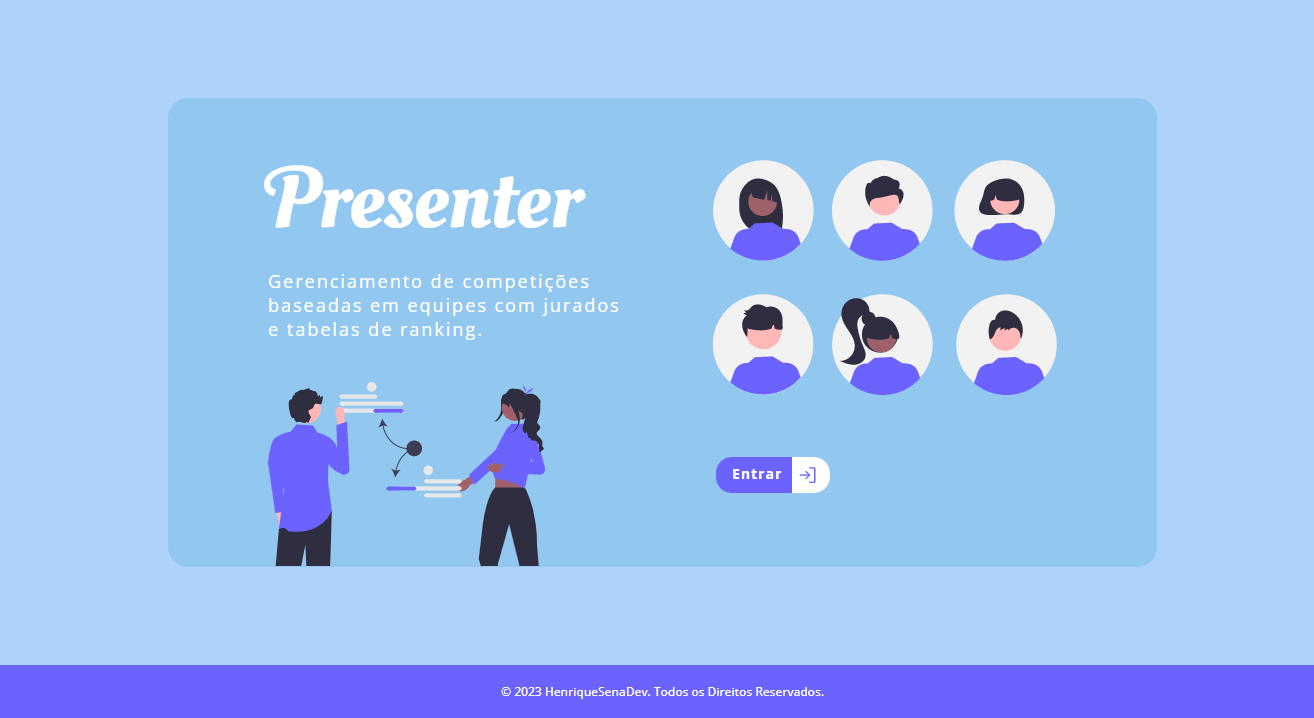 Presenter
Gerenciamento de competições
baseadas em equipes com jurados
e tabelas de ranking.
Entrar
© 2023 HenriqueSenaDev. Todos os Direitos Reservados.